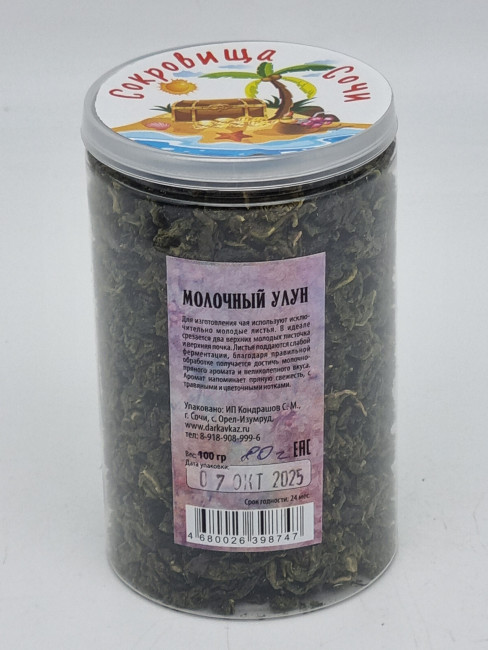 Сокровища Сочи
МОЛОЧНЫЙ УЛУН
Для изготовления чая используют исклю-
чительно молодые листья. В идеале
срезается два верхних молодых листочка
и верхняя почка. Листья поддаются слабой
ферментации, благодаря правильной
обработке получается достичь молочно-
пряного аромата и великолепного вкуса.
Аромат напоминает пряную свежесть, с
травяными и цветочными нотками.
Упаковано: ИП Кондрашов С. М.,
г. Сочи, с. Орел-Изумруд,
www.darkavkaz.ru
тел: 8-918-908-999-6
Вес: 100 гр 80 г ЕАС
Дата упаковки:
07 ОКТ 2025
Срок годности: 24 мес
4 680026 398747